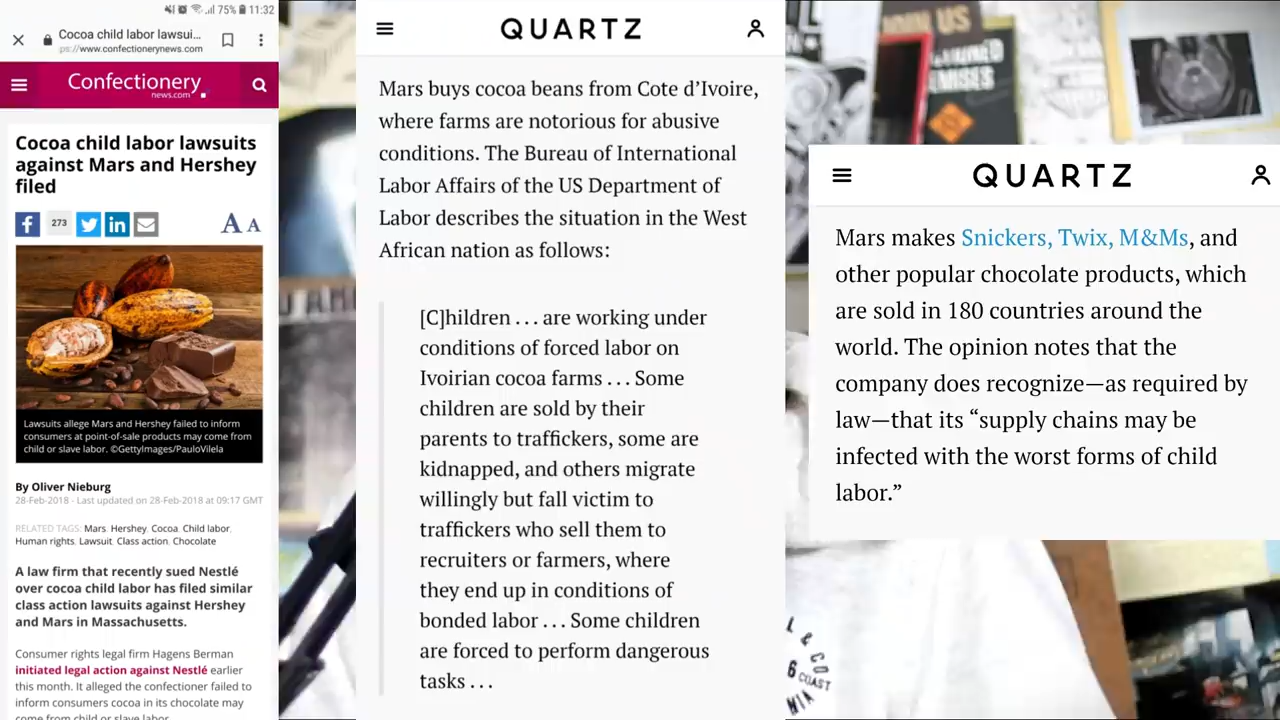 75% 11:32
Cocoa child labor lawsui...
ps://www.confectionerynews.com
Confectionery
news.com
Cocoa child labor lawsuits
against Mars and Hershey
filed
273
A A
Lawsuits allege Mars and Hershey failed to inform
consumers at point-of-sale products may come from
child or slave labor. ©GettyImages/PauloVilela
By Oliver Nieburg
28-Feb-2018 - Last updated on 28-Feb-2018 at 09:17 GMT
RELATED TAGS: Mars, Hershey, Cocoa, Child labor,
Human rights, Lawsuit, Class action, Chocolate
A law firm that recently sued Nestlé
over cocoa child labor has filed similar
class action lawsuits against Hershey
and Mars in Massachusetts.
Consumer rights legal firm Hagens Berman
initiated legal action against Nestlé earlier
this month. It alleged the confectioner failed to
inform consumers cocoa in its chocolate may
come from child or slave labor.
QUARTZ
Mars buys cocoa beans from Cote d’Ivoire,
where farms are notorious for abusive
conditions. The Bureau of International
Labor Affairs of the US Department of
Labor describes the situation in the West
African nation as follows:
[C]hildren . . . are working under
conditions of forced labor on
Ivoirian cocoa farms . . . Some
children are sold by their
parents to traffickers, some are
kidnapped, and others migrate
willingly but fall victim to
traffickers who sell them to
recruiters or farmers, where
they end up in conditions of
bonded labor . . . Some children
are forced to perform dangerous
tasks . . .
JOIN US
QUARTZ
Mars makes Snickers, Twix, M&Ms, and
other popular chocolate products, which
are sold in 180 countries around the
world. The opinion notes that the
company does recognize—as required by
law—that its “supply chains may be
infected with the worst forms of child
labor.”
L & CO
6 COAST